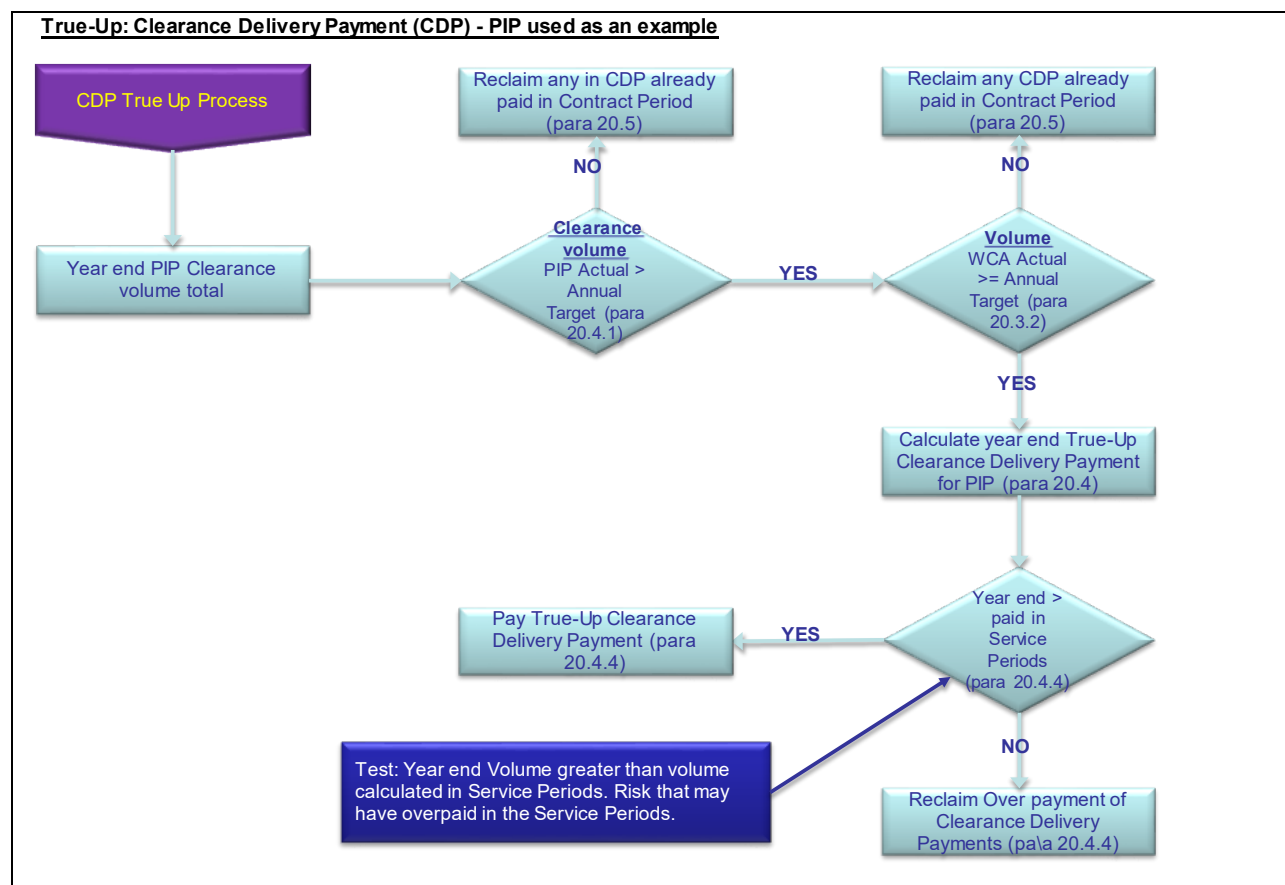 True-Up: Clearance Delivery Payment (CDP) - PIP used as an example
CDP True Up Process
Reclaim any in CDP already
paid in Contract Period
(para 20.5)
Reclaim any CDP already
paid in Contract Period
(para 20.5)
NO
NO
Year end PIP Clearance
volume total
Clearance
volume
PIP Actual >
Annual
Target (para
20.4.1)
YES
Volume
WCA Actual
>= Annual
Target (para
20.3.2)
YES
Calculate year end True-Up
Clearance Delivery Payment
for PIP (para 20.4)
Year end >
paid in
Service
Periods
(para 20.4.4)
YES
Pay True-Up Clearance
Delivery Payment (para
20.4.4)
NO
Test: Year end Volume greater than volume
calculated in Service Periods. Risk that may
have overpaid in the Service Periods.
Reclaim Over payment of
Clearance Delivery
Payments (pa\a 20.4.4)